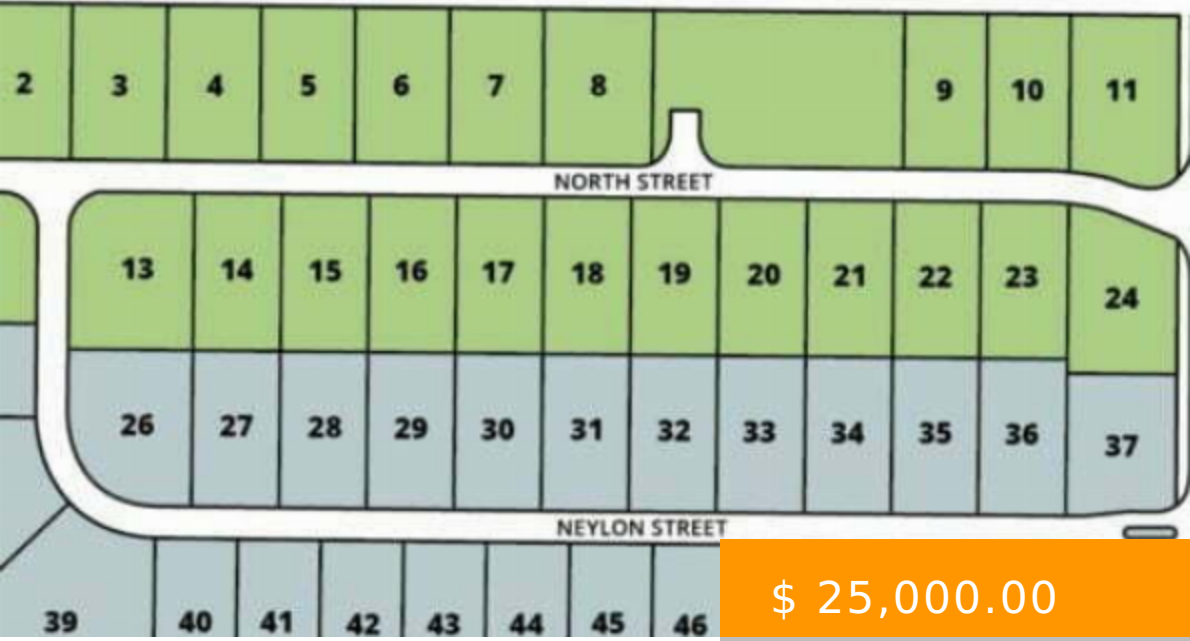 2 3 4 5 6 7 8 9 10 11
NORTH STREET
13 14 15 16 17 18 19 20 21 22 23 24
26 27 28 29 30 31 32 33 34 35 36 37
NEYLON STREET
39 40 41 42 43 44 45 46
$ 25,000.00